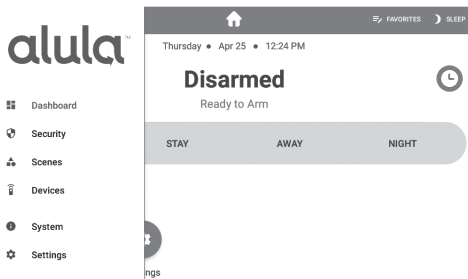 alula™
FAVORITES
SLEEP
Thursday • Apr 25 • 12:24 PM
Disarmed
Ready to Arm
STAY
AWAY
NIGHT
Dashboard
Security
Scenes
Devices
System
Settings
ngs